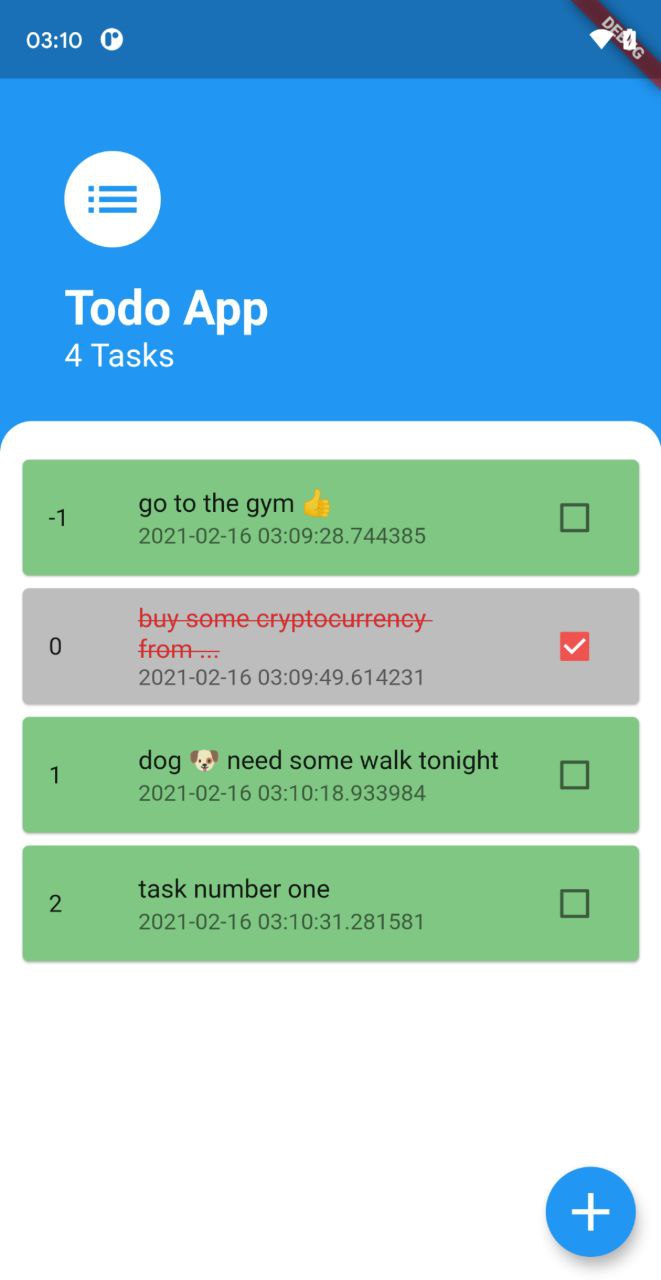 03:10
DEBUG
Todo App
4 Tasks
-1
go to the gym 👍
2021-02-16 03:09:28.744385
0
buy some cryptocurrency
from ...
2021-02-16 03:09:49.614231
1
dog 🐶 need some walk tonight
2021-02-16 03:10:18.933984
2
task number one
2021-02-16 03:10:31.281581